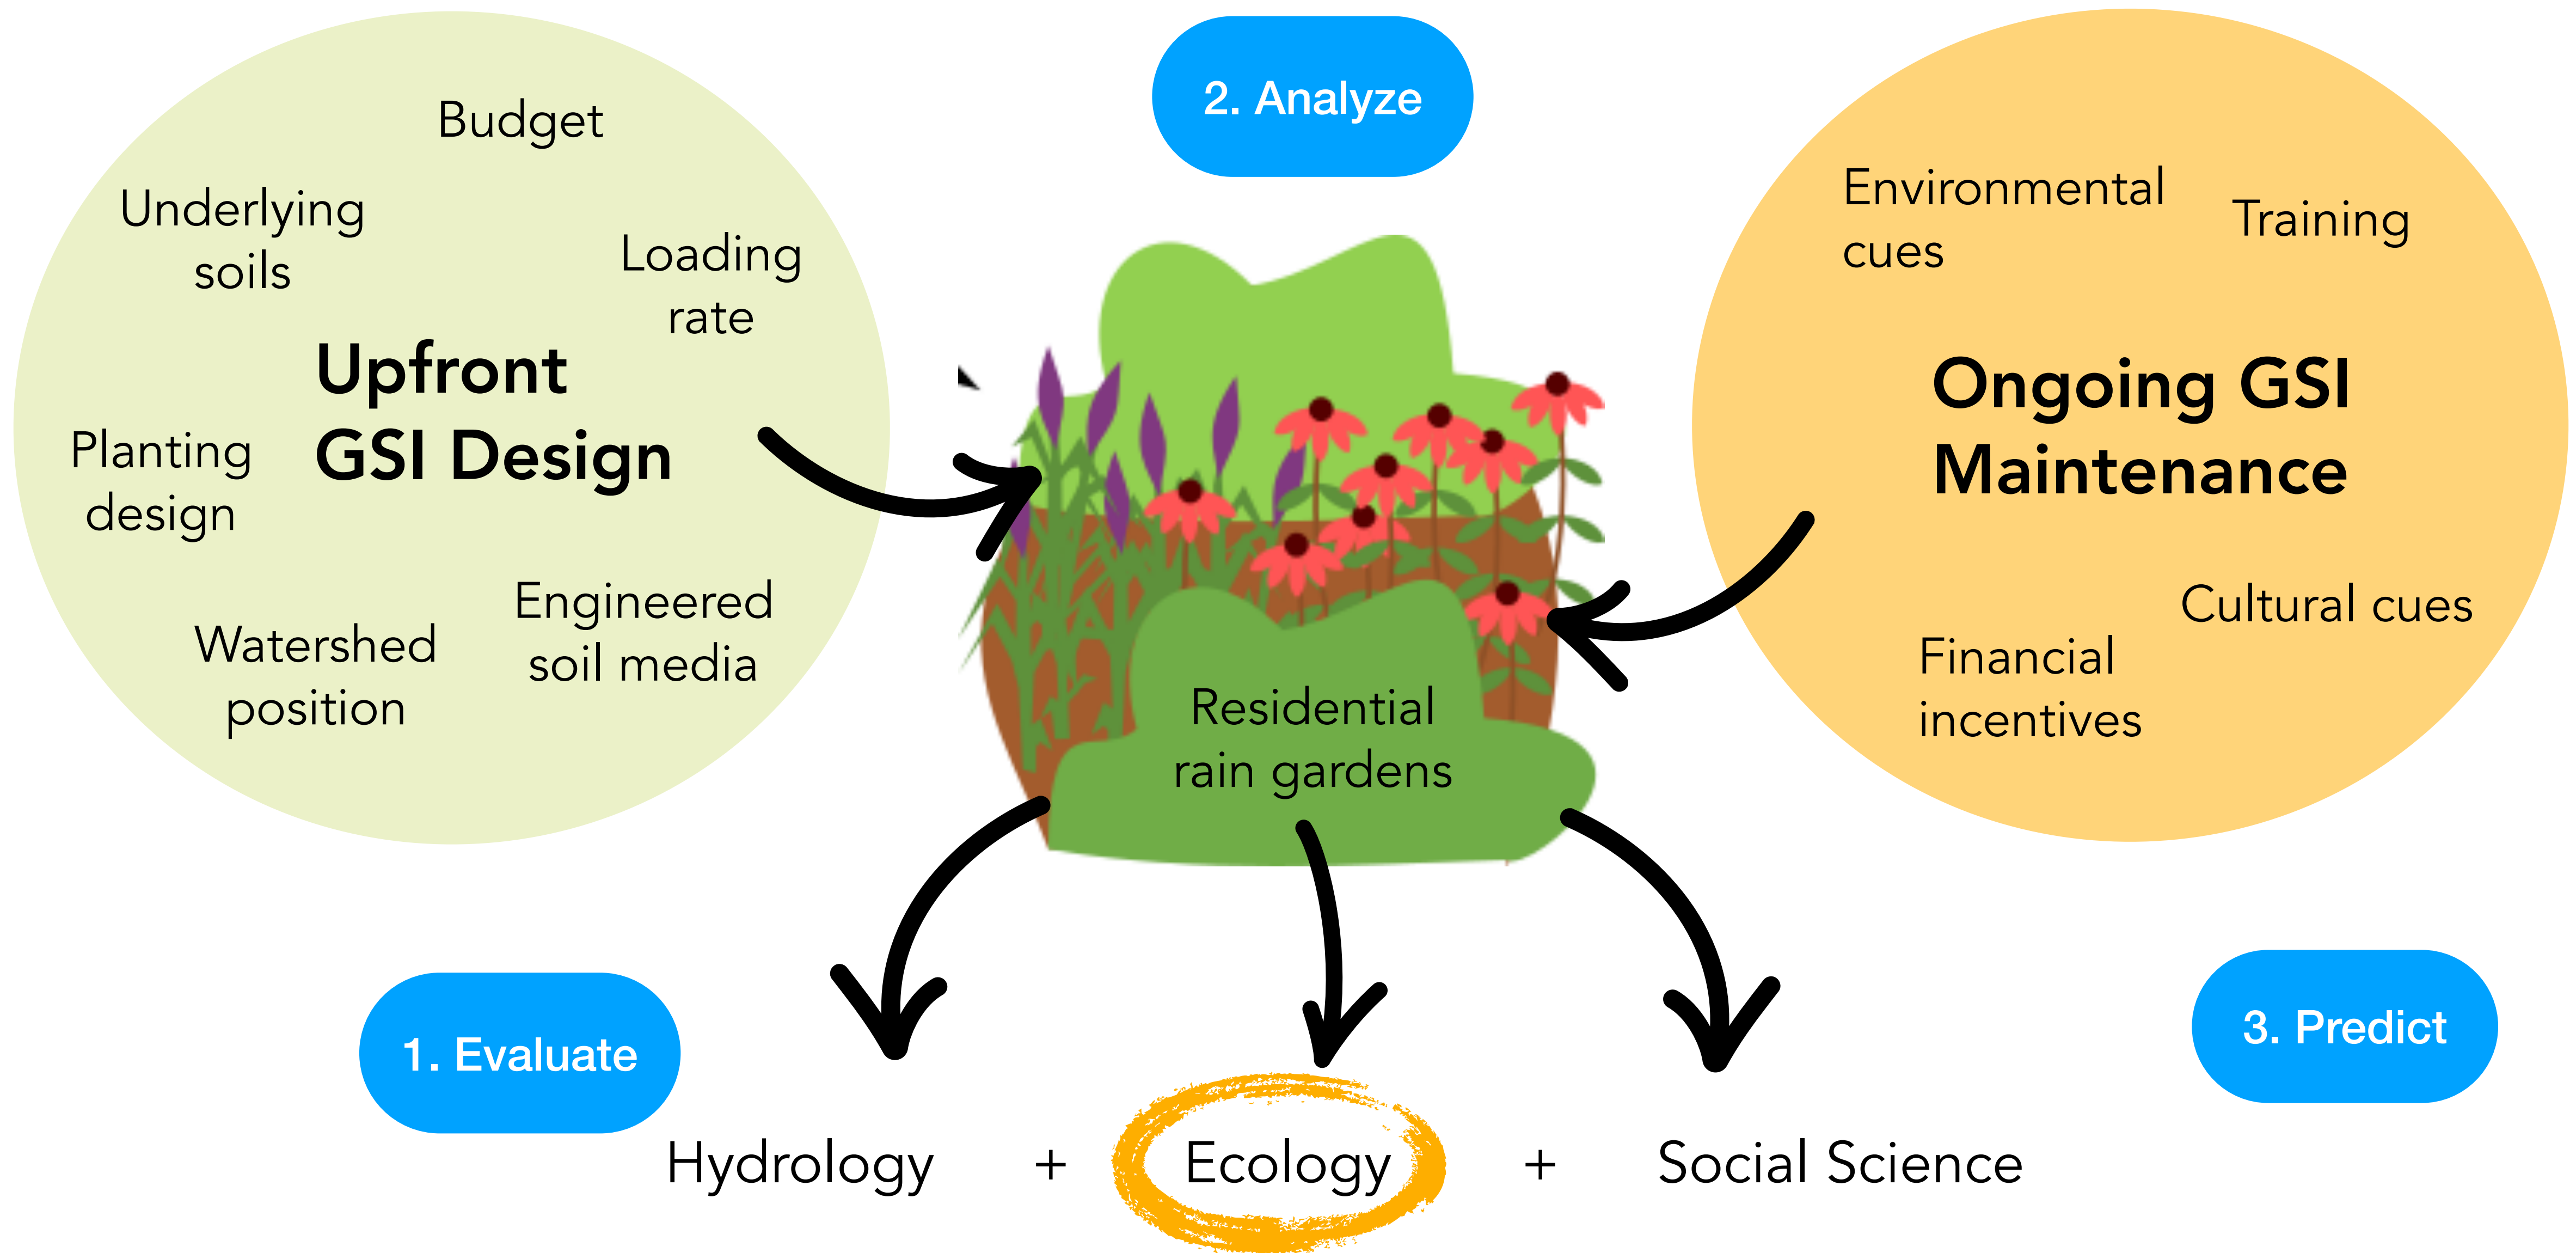 Budget
Underlying
soils
Loading
rate
Upfront
GSI Design
Planting
design
Engineered
soil media
Watershed
position
2. Analyze
Environmental
cues
Training
Ongoing GSI
Maintenance
Cultural cues
Financial
incentives
Residential
rain gardens
1. Evaluate
3. Predict
Hydrology + Ecology + Social Science